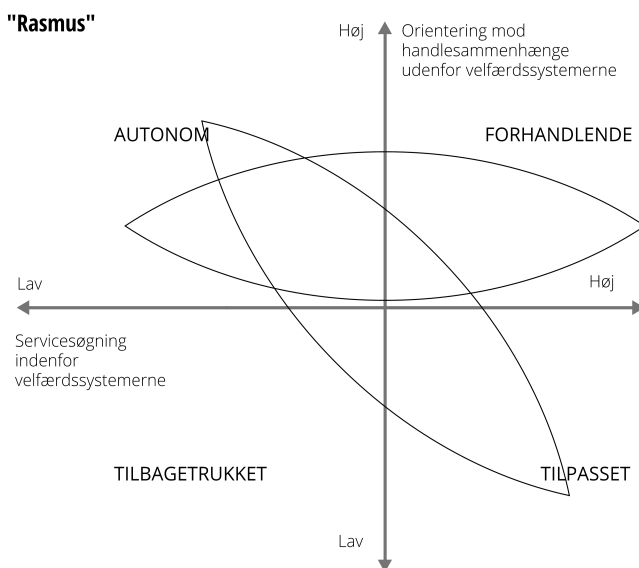 "Rasmus"
Høj
Orientering mod
handlesammenhænge
udenfor velfærdssystemerne
AUTONOM
FORHANDLENDE
Lav
Høj
Servicesøgning
indenfor
velfærdssystemerne
TILBAGETRUKKET
TILPASSET
Lav